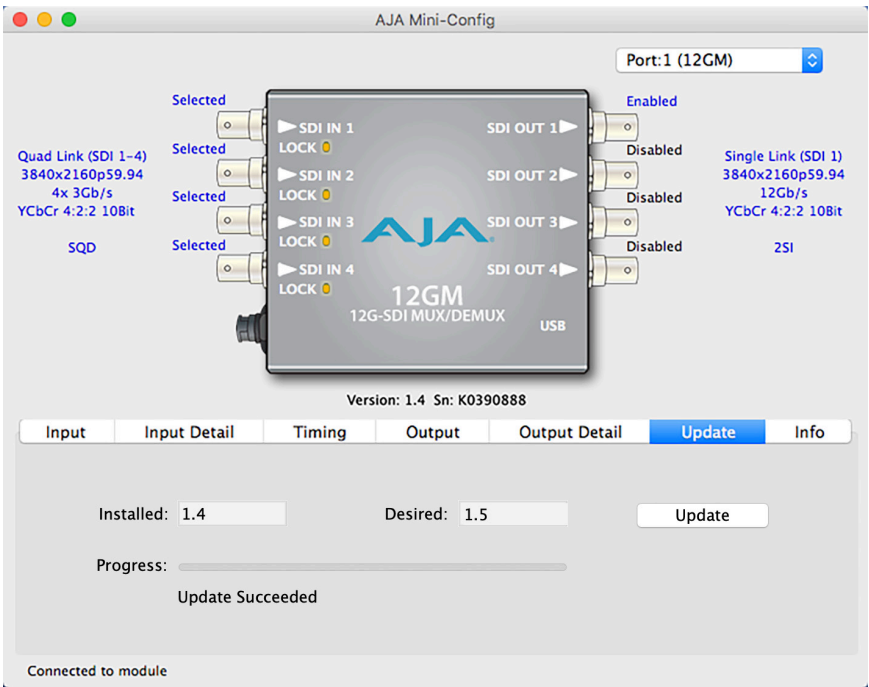 AJA Mini-Config
Port:1 (12GM)
Selected
Enabled
SDI IN 1
SDI OUT 1
LOCK
Quad Link (SDI 1-4)
3840x2160p59.94
4x 3Gb/s
YCbCr 4:2:2 10Bit
SQD
Selected
Disabled
SDI IN 2
SDI OUT 2
LOCK
Single Link (SDI 1)
3840x2160p59.94
12Gb/s
YCbCr 4:2:2 10Bit
2SI
Selected
Disabled
SDI IN 3
SDI OUT 3
LOCK
AJA
Selected
Disabled
SDI IN 4
SDI OUT 4
LOCK
12GM
12G-SDI MUX/DEMUX
USB
Version: 1.4 Sn: K0390888
Input Input Detail Timing Output Output Detail Update Info
Installed: 1.4 Desired: 1.5 Update
Progress:
Update Succeeded
Connected to module